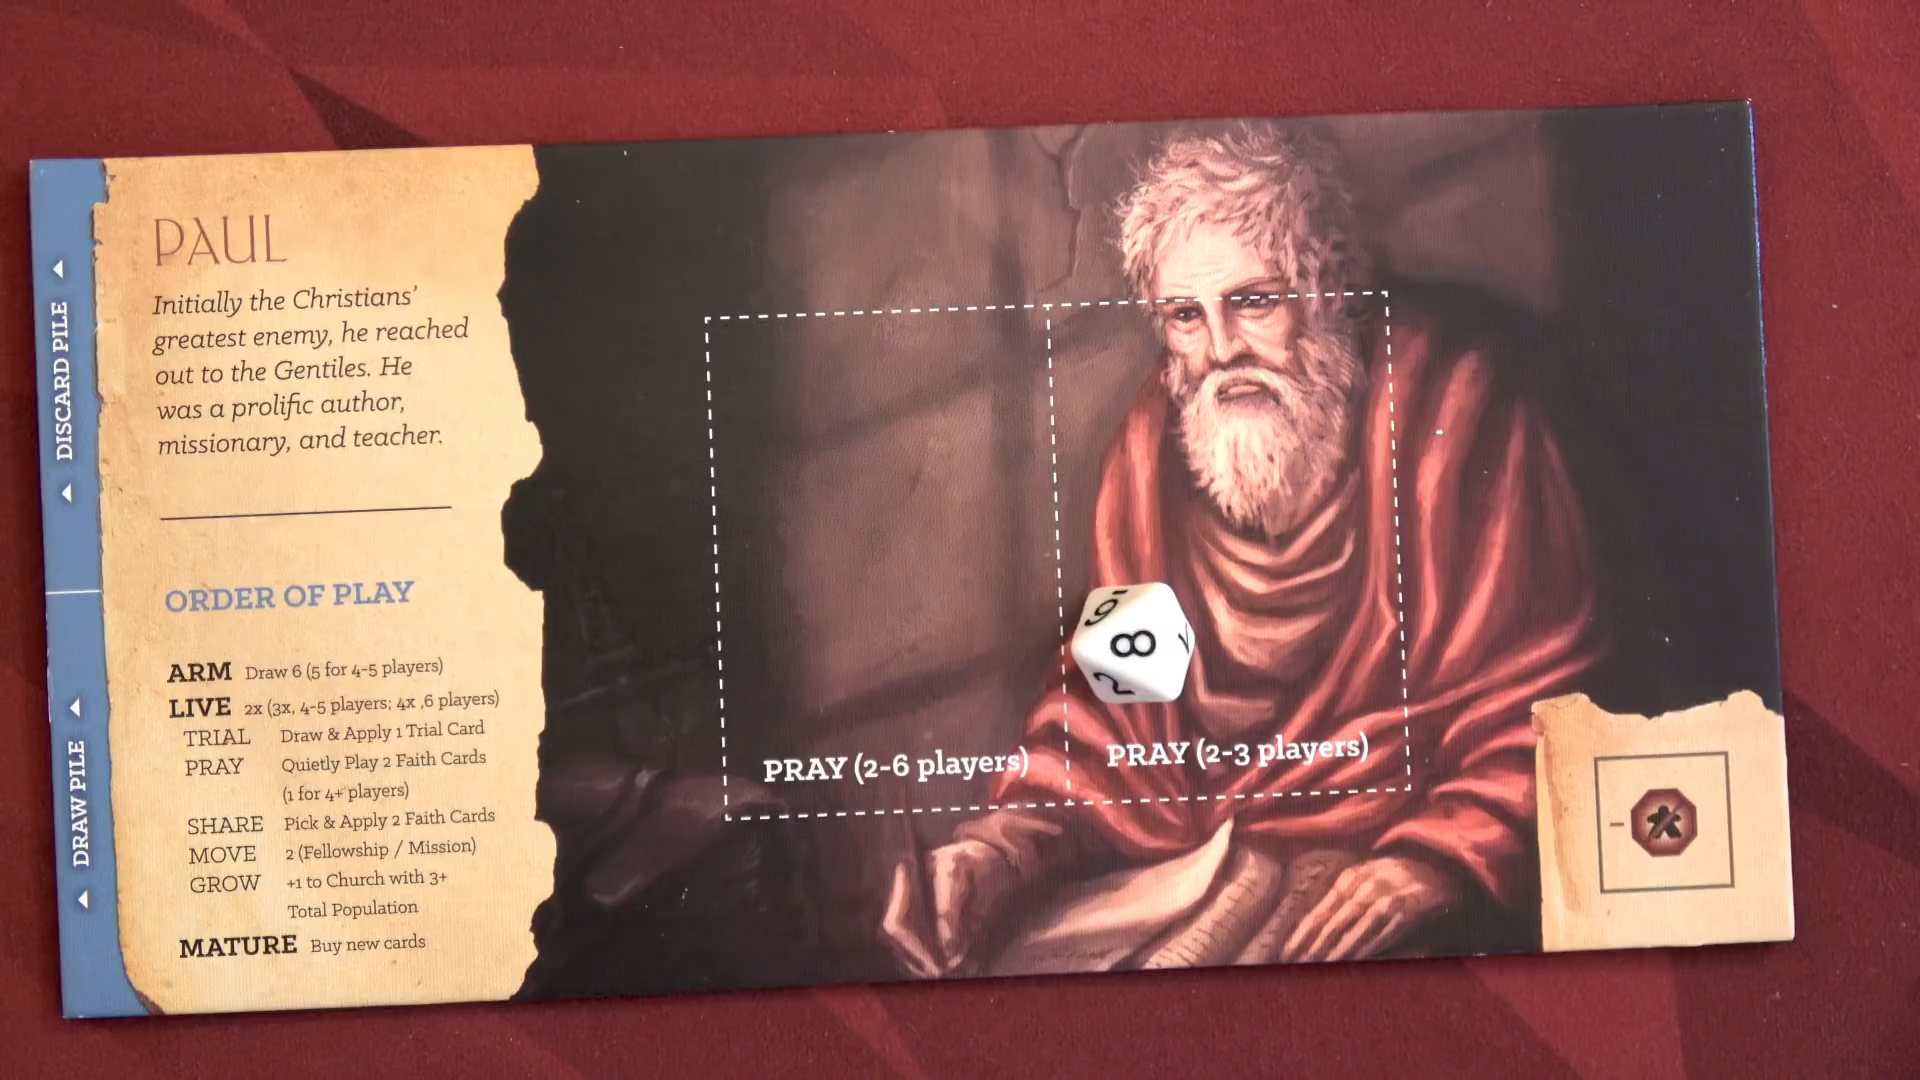 PAUL
Initially the Christians’
greatest enemy, he reached
out to the Gentiles. He
was a prolific author,
missionary, and teacher.
ORDER OF PLAY
ARM Draw 6 (5 for 4-5 players)
LIVE 2x (3x, 4-5 players; 4x ,6 players)
TRIAL Draw & Apply 1 Trial Card
PRAY Quietly Play 2 Faith Cards
(1 for 4+ players)
SHARE Pick & Apply 2 Faith Cards
MOVE 2 (Fellowship / Mission)
GROW +1 to Church with 3+
Total Population
MATURE Buy new cards
DISCARD PILE
DRAW PILE
PRAY (2-6 players)
PRAY (2-3 players)
9
8
2